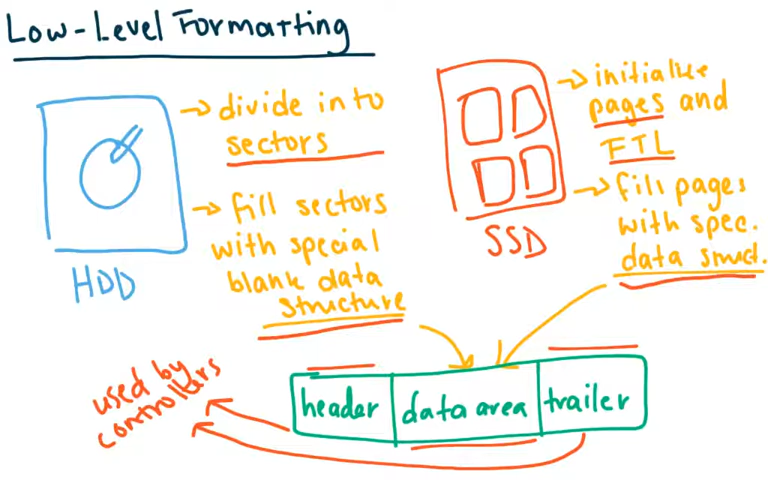 Low-Level Formatting
→ divide into
sectors
→ fill sectors
with special
blank data
structure
HDD
→ initialize
pages and
FTL
→ fill pages
with spec.
data struct.
SSD
used by
controllers
header
data area
trailer